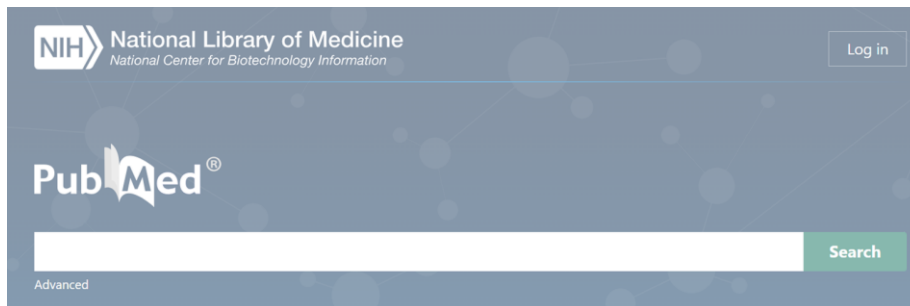 NIH National Library of Medicine
National Center for Biotechnology Information
Log in
PubMed®
Search
Advanced